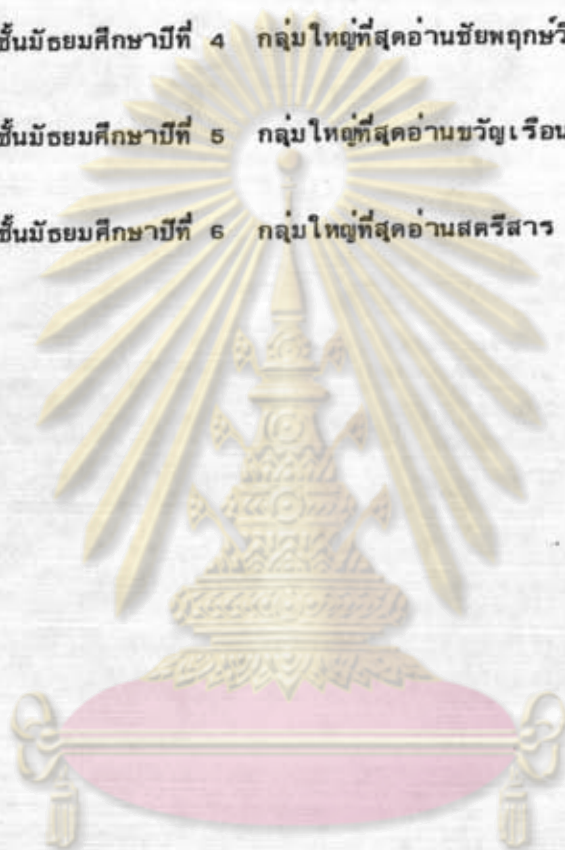 ชั้นมัธยมศึกษาปีที่ 4 กลุ่มใหญ่ที่สุดอ่านชัยพฤกษ์
ชั้นมัธยมศึกษาปีที่ 5 กลุ่มใหญ่ที่สุดอ่านขวัญเรือน
ชั้นมัธยมศึกษาปีที่ 6 กลุ่มใหญ่ที่สุดอ่านสตรีสาร